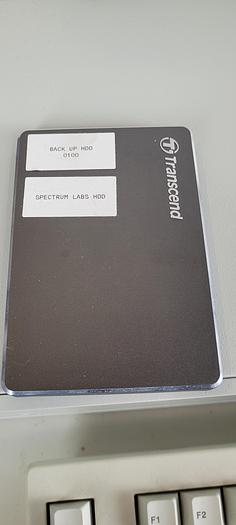 BACK UP HDD
0100
SPECTRUM LABS HDD
Transcend
F1
F2